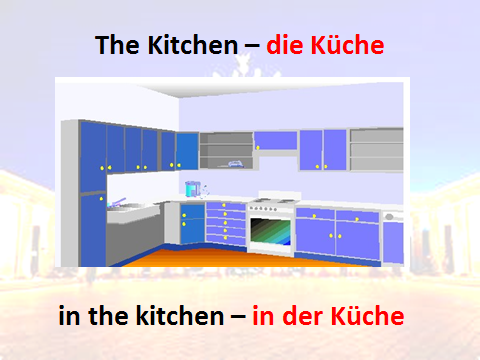 The Kitchen – die Küche
in the kitchen – in der Küche